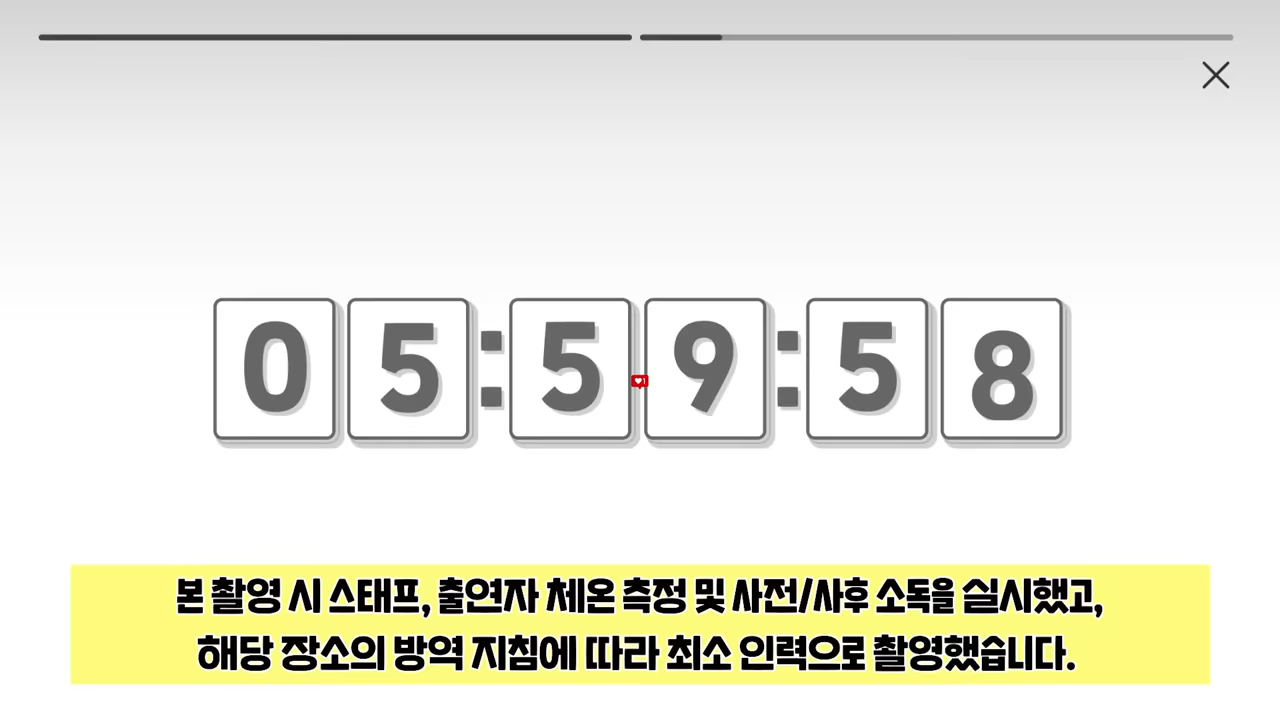 05:59:58
본 촬영 시 스태프, 출연자 체온 측정 및 사전/사후 소독을 실시했고,
해당 장소의 방역 지침에 따라 최소 인력으로 촬영했습니다.